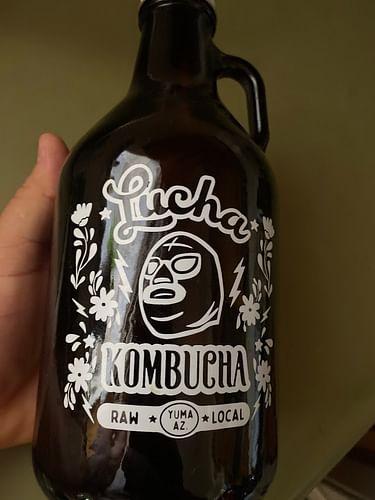 Lucha
KOMBUCHA
RAW ★ YUMA AZ ★ LOCAL